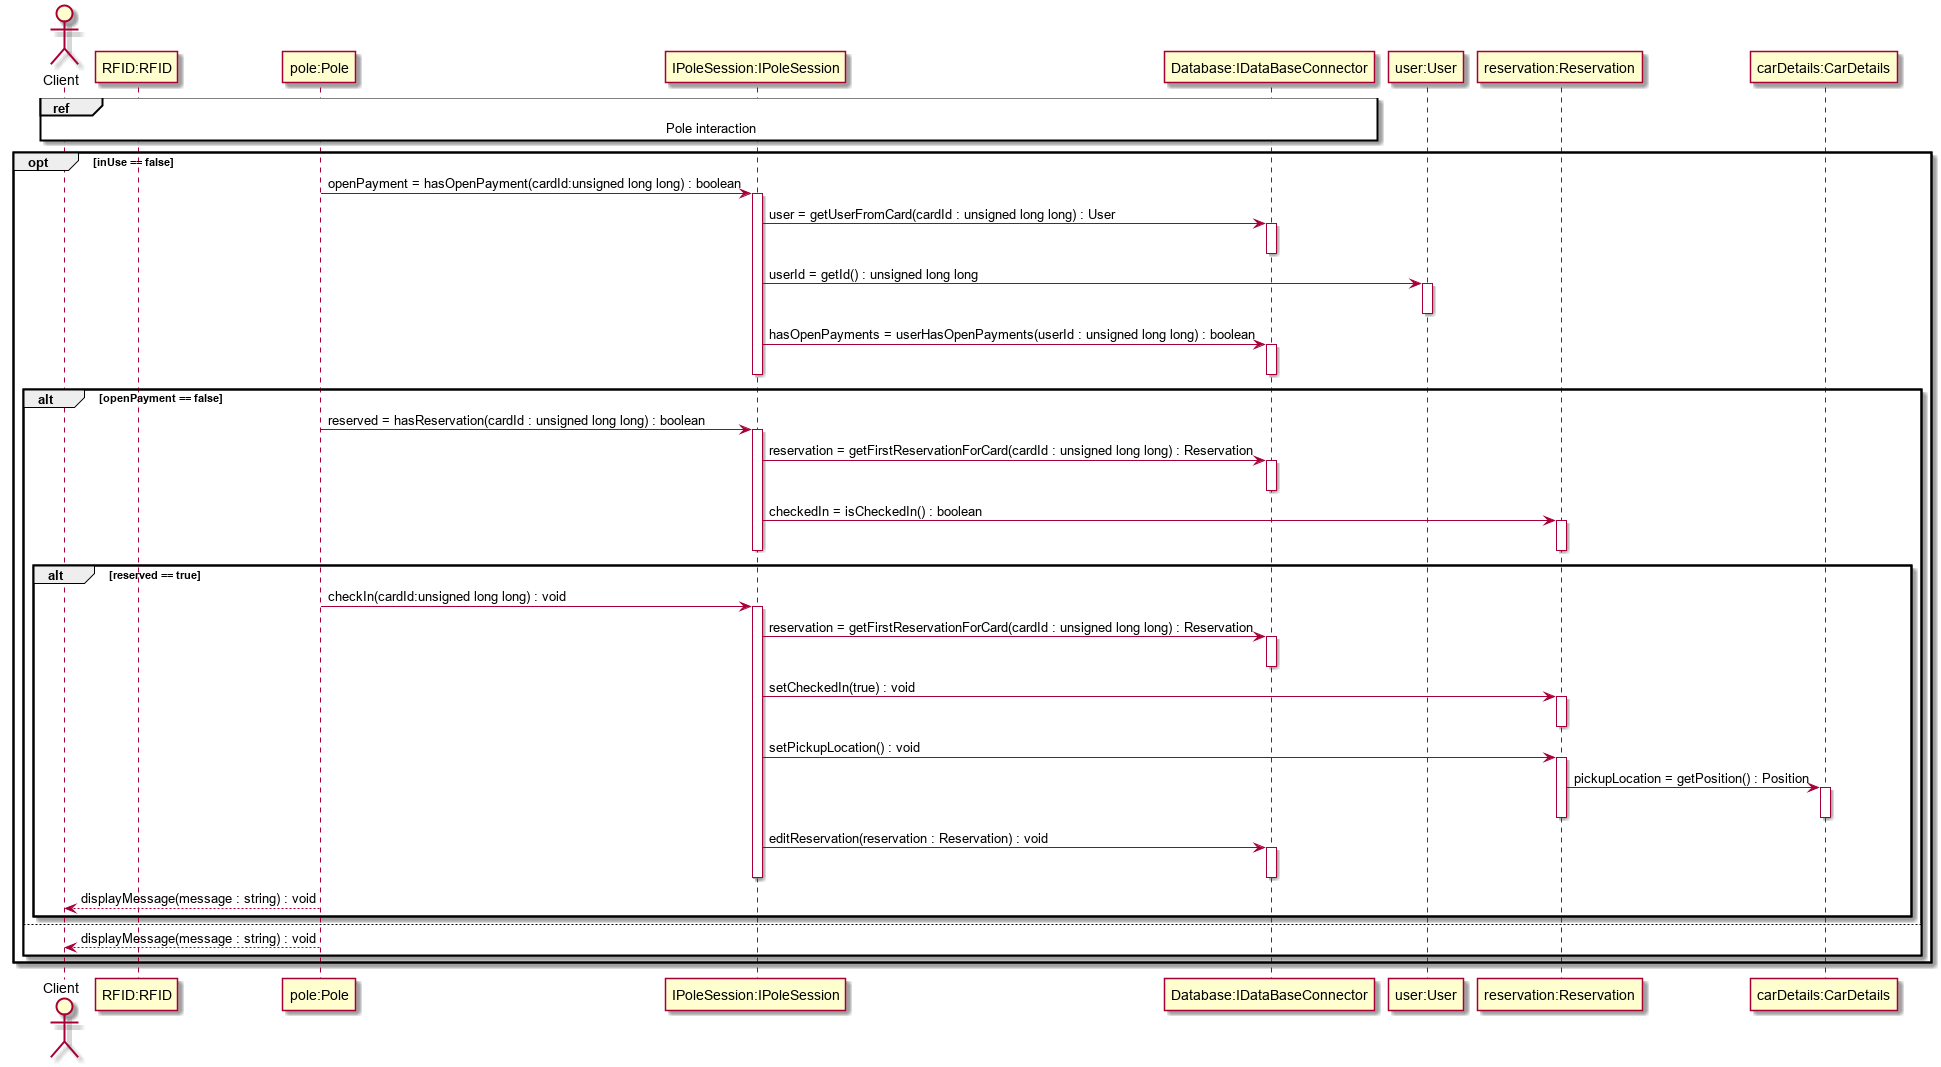 Client
RFID:RFID
pole:Pole
IPoleSession:IPoleSession
Database:IDataBaseConnector
user:User
reservation:Reservation
carDetails:CarDetails
ref
Pole interaction
opt [inUse == false]
openPayment = hasOpenPayment(cardId:unsigned long long) : boolean
user = getUserFromCard(cardId : unsigned long long) : User
userId = getId() : unsigned long long
hasOpenPayments = userHasOpenPayments(userId : unsigned long long) : boolean
alt [openPayment == false]
reserved = hasReservation(cardId : unsigned long long) : boolean
reservation = getFirstReservationForCard(cardId : unsigned long long) : Reservation
checkedIn = isCheckedIn() : boolean
alt [reserved == true]
checkIn(cardId:unsigned long long) : void
reservation = getFirstReservationForCard(cardId : unsigned long long) : Reservation
setCheckedIn(true) : void
setPickupLocation() : void
pickupLocation = getPosition() : Position
editReservation(reservation : Reservation) : void
displayMessage(message : string) : void
displayMessage(message : string) : void
Client
RFID:RFID
pole:Pole
IPoleSession:IPoleSession
Database:IDataBaseConnector
user:User
reservation:Reservation
carDetails:CarDetails